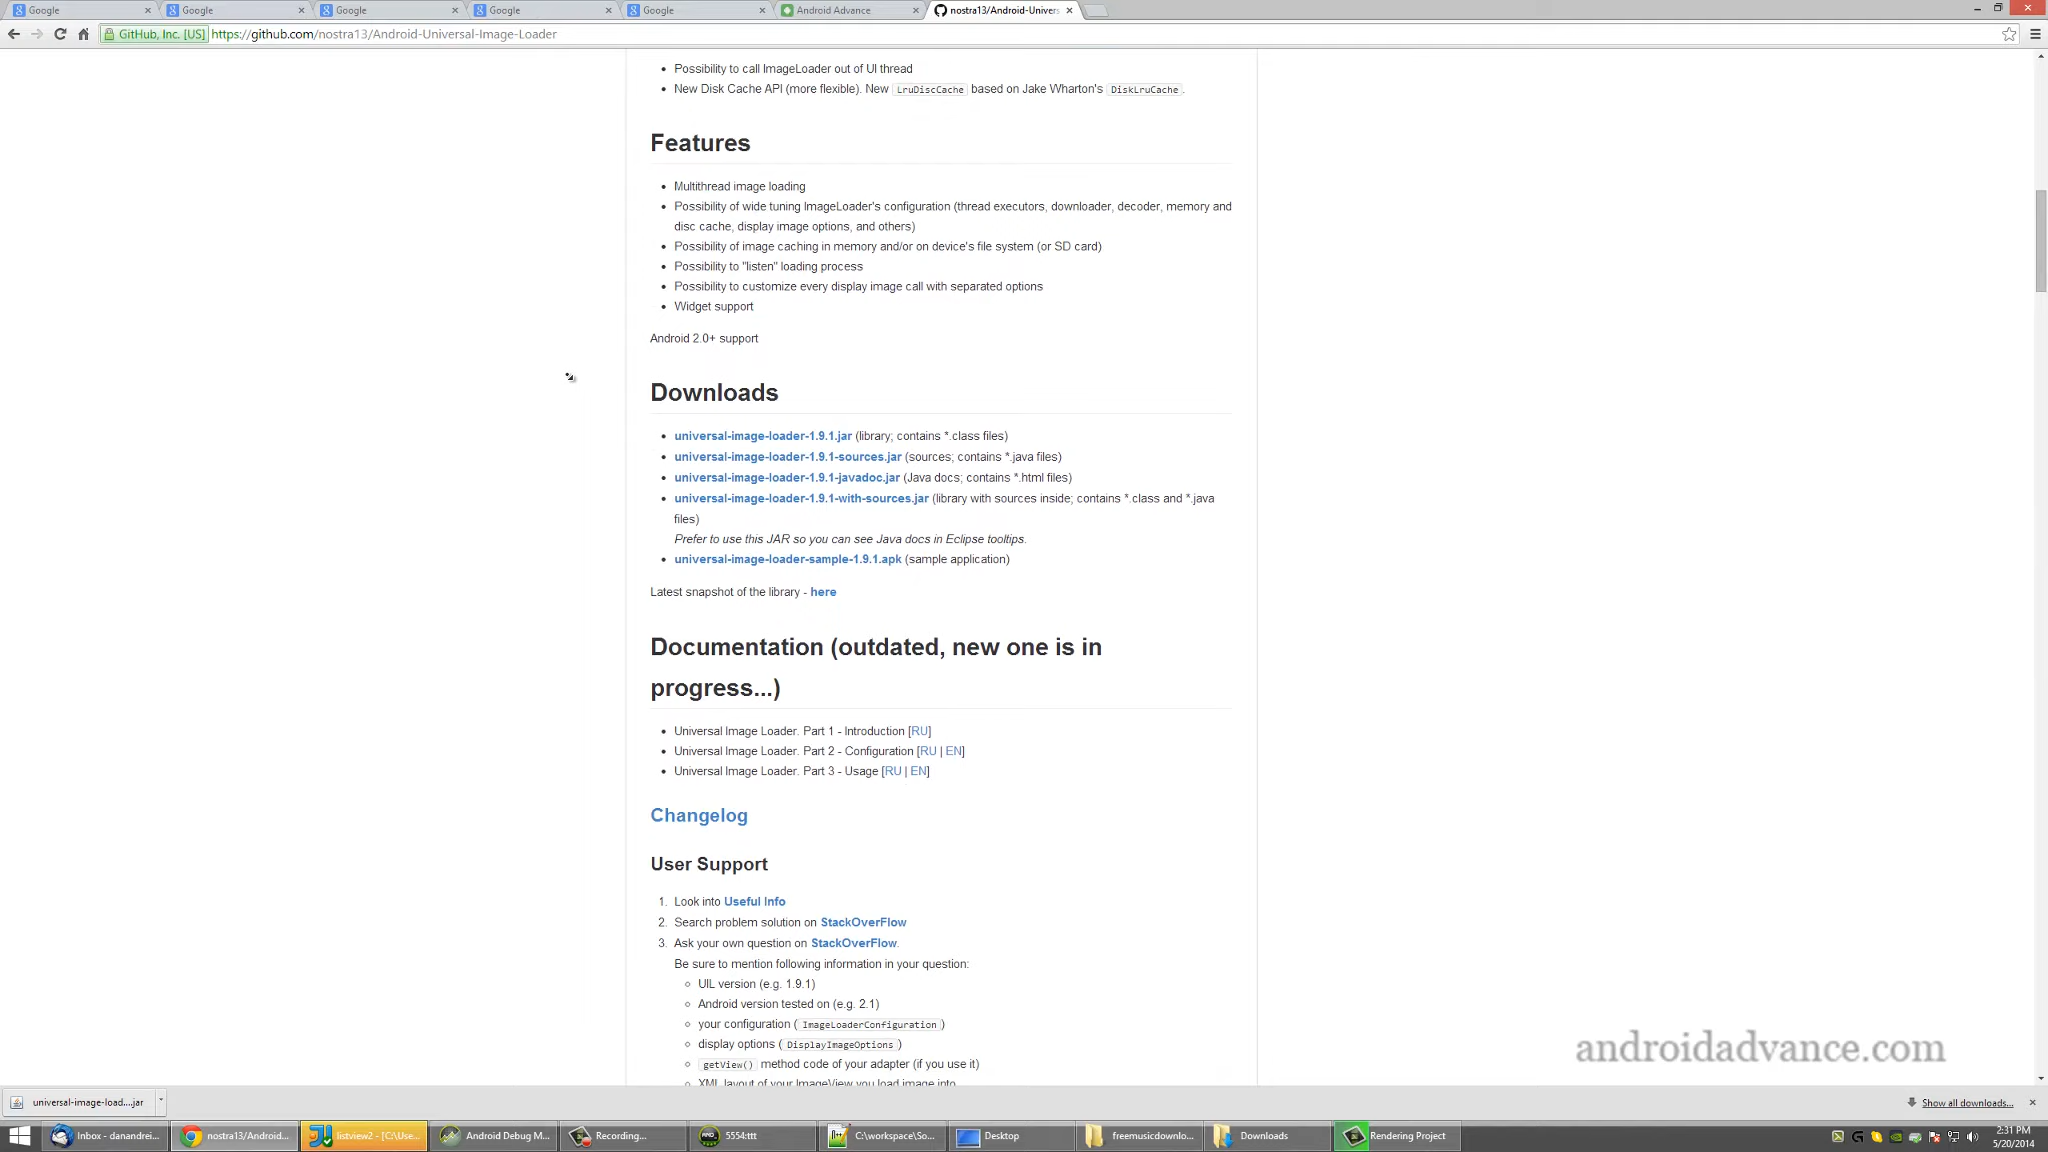 Google
Google
Google
Google
Google
Android Advance
nostra13/Android-Univers
GitHub, Inc. [US] https://github.com/nostra13/Android-Universal-Image-Loader
Possibility to call ImageLoader out of UI thread
New Disk Cache API (more flexible). New LruDiscCache based on Jake Wharton's DiskLruCache.
Features
Multithread image loading
Possibility of wide tuning ImageLoader's configuration (thread executors, downloader, decoder, memory and
disc cache, display image options, and others)
Possibility of image caching in memory and/or on device's file system (or SD card)
Possibility to "listen" loading process
Possibility to customize every display image call with separated options
Widget support
Android 2.0+ support
Downloads
universal-image-loader-1.9.1.jar (library; contains *.class files)
universal-image-loader-1.9.1-sources.jar (sources; contains *.java files)
universal-image-loader-1.9.1-javadoc.jar (Java docs; contains *.html files)
universal-image-loader-1.9.1-with-sources.jar (library with sources inside; contains *.class and *.java
files)
Prefer to use this JAR so you can see Java docs in Eclipse tooltips.
universal-image-loader-sample-1.9.1.apk (sample application)
Latest snapshot of the library - here
Documentation (outdated, new one is in
progress...)
Universal Image Loader. Part 1 - Introduction [RU]
Universal Image Loader. Part 2 - Configuration [RU | EN]
Universal Image Loader. Part 3 - Usage [RU | EN]
Changelog
User Support
1. Look into Useful Info
2. Search problem solution on StackOverFlow
3. Ask your own question on StackOverFlow.
Be sure to mention following information in your question:
UIL version (e.g. 1.9.1)
Android version tested on (e.g. 2.1)
your configuration ( ImageLoaderConfiguration )
display options ( DisplayImageOptions )
getView() method code of your adapter (if you use it)
XML layout of your ImageView you load image into
androidadvance.com
universal-image-load....jar
Show all downloads...
Inbox - danandrei...
nostra13/Android...
listview2 - [C:\Use...
Android Debug M...
Recording...
5554:ttt
C:\workspace\So...
Desktop
freemusicdownlo...
Downloads
Rendering Project
2:31 PM
5/20/2014